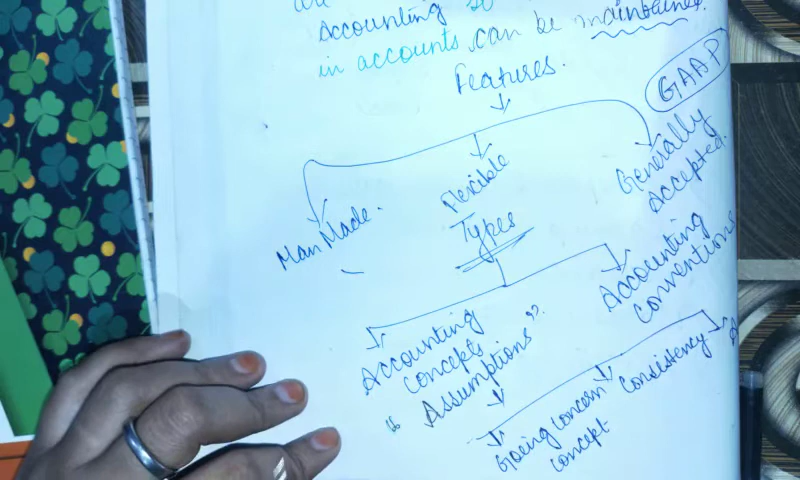 are
Accounting so
in accounts can be maintained.
Features.
GAAP
Man Made.
Flexible
Generally
Accepted.
Types
Accounting
concepts
"Assumptions".
Accounting
conventions
Going concern
concept
Consistency